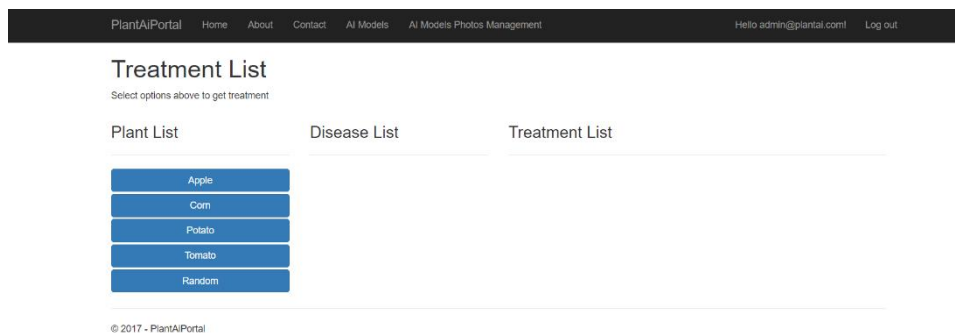 PlantAiPortal Home About Contact AI Models AI Models Photos Management Hello admin@plantai.com! Log out
Treatment List
Select options above to get treatment
Plant List Disease List Treatment List
Apple
Corn
Potato
Tomato
Random
© 2017 - PlantAiPortal